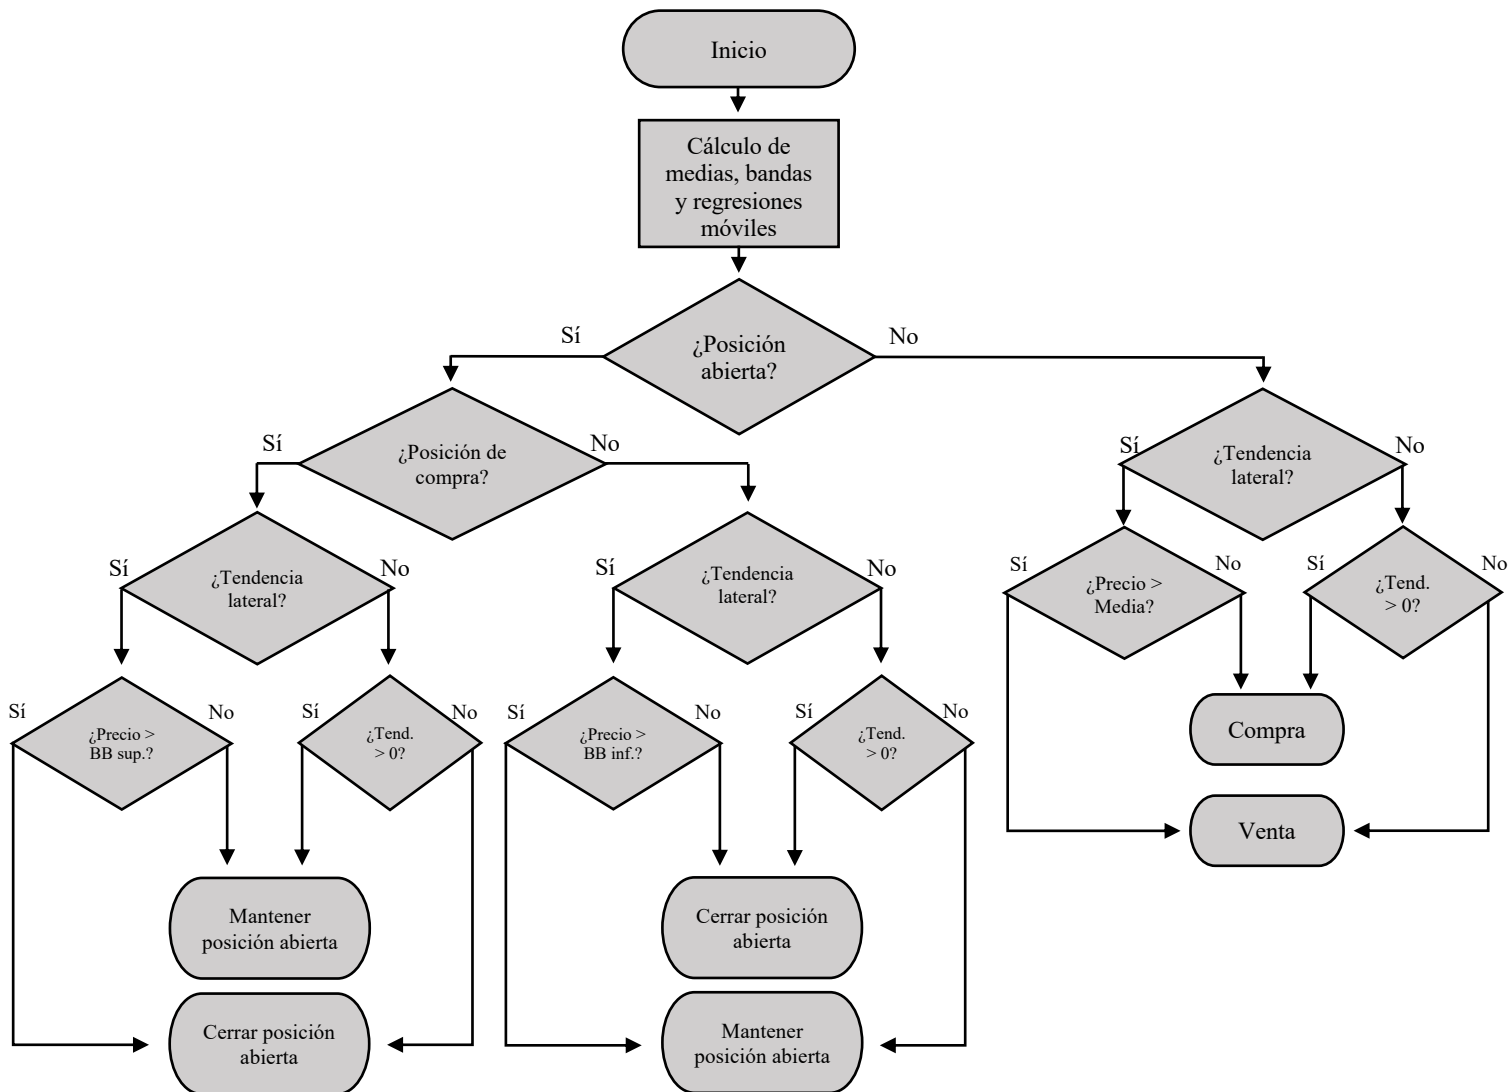 Inicio
Cálculo de
medias, bandas
y regresiones
móviles
Sí
No
¿Posición
abierta?
Sí
No
¿Posición de
compra?
Sí
No
¿Tendencia
lateral?
Sí
No
¿Tendencia
lateral?
Sí
No
¿Tendencia
lateral?
Sí
No
¿Precio >
Media?
Sí
No
¿Tend.
> 0?
Sí
No
¿Precio >
BB sup.?
Sí
No
¿Tend.
> 0?
Sí
No
¿Precio >
BB inf.?
Sí
No
¿Tend.
> 0?
Compra
Venta
Mantener
posición abierta
Cerrar posición
abierta
Cerrar posición
abierta
Mantener
posición abierta